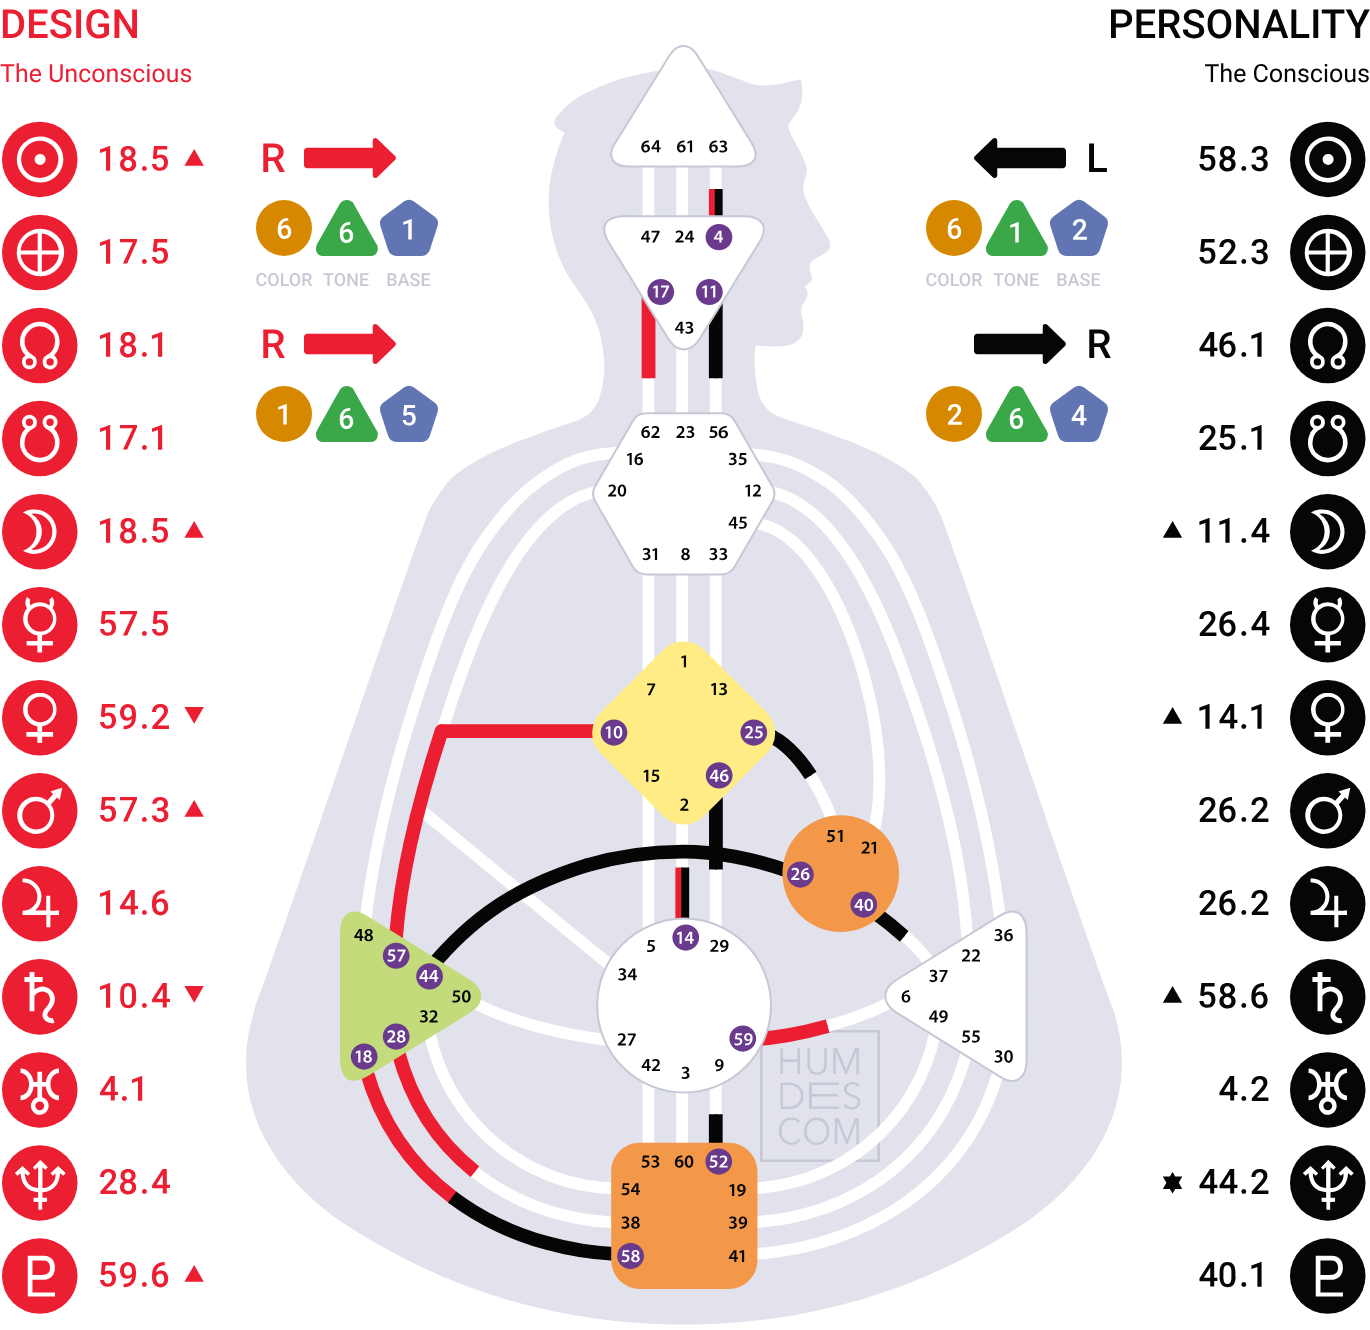 DESIGN
The Unconscious
PERSONALITY
The Conscious
18.5
17.5
18.1
17.1
18.5
57.5
59.2
57.3
14.6
10.4
4.1
28.4
59.6
R
6 6 1
COLOR TONE BASE
R
1 6 5
L
6 1 2
COLOR TONE BASE
R
2 6 4
64 61 63
47 24 4
17 11
43
62 23 56
16 35
20 12
45
31 8 33
1
7 13
10 25
15 46
2
51
21
26
40
48
57
44
50
32
28
18
5 14 29
34
27 59
42 3 9
36
22
37
6
49
55
30
53 60 52
54 19
38 39
58 41
HUM
DES
COM
58.3
52.3
46.1
25.1
11.4
26.4
14.1
26.2
26.2
58.6
4.2
44.2
40.1